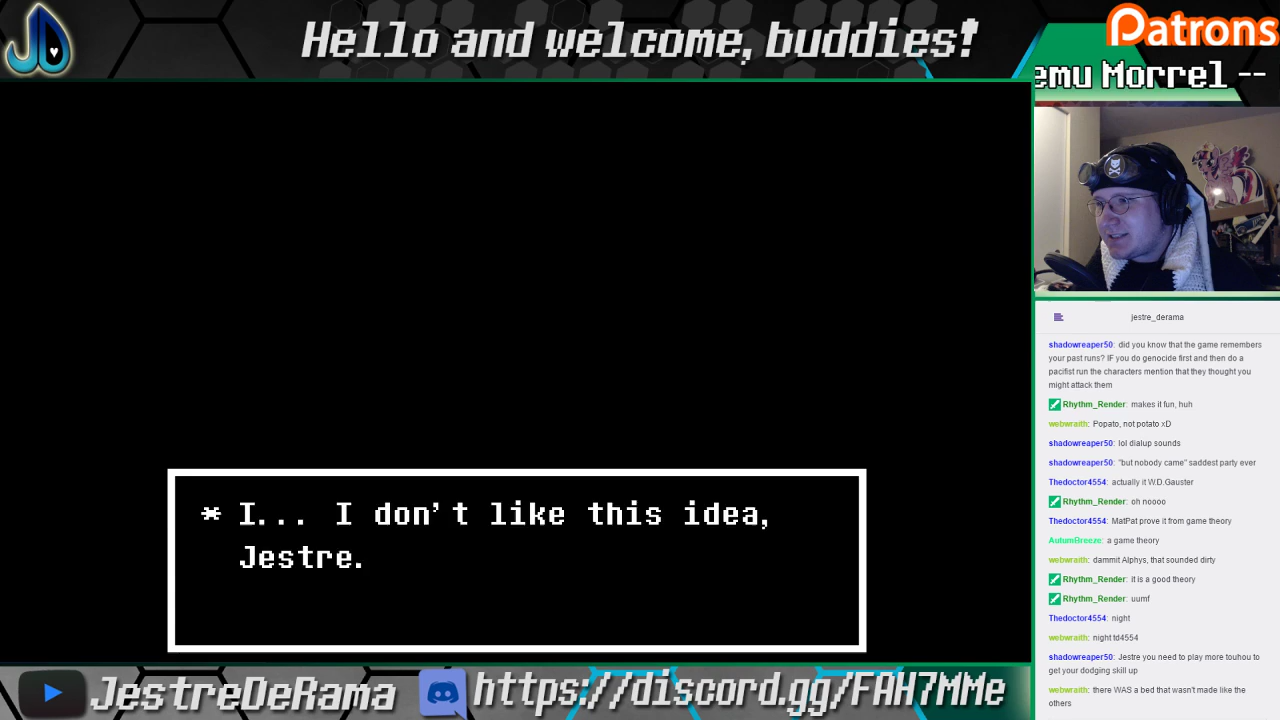 JD
Hello and welcome, buddies!
Patrons
emu Morrel --
jestre_derama
shadowreaper50: did you know that the game remembers
your past runs? IF you do genocide first and then do a
pacifist run the characters mention that they thought you
might attack them
Rhythm_Render: makes it fun, huh
webwraith: Popato, not potato xD
shadowreaper50: lol dialup sounds
shadowreaper50: "but nobody came" saddest party ever
Thedoctor4554: actually it W.D.Gauster
Rhythm_Render: oh noooo
Thedoctor4554: MatPat prove it from game theory
AutumBreeze: a game theory
webwraith: dammit Alphys, that sounded dirty
Rhythm_Render: it is a good theory
Rhythm_Render: uumf
Thedoctor4554: night
webwraith: night td4554
shadowreaper50: Jestre you need to play more touhou to
get your dodging skill up
webwraith: there WAS a bed that wasn't made like the
others
* I... I don't like this idea,
Jestre.
JestreDeRama
https://discord.gg/FAH7MMe